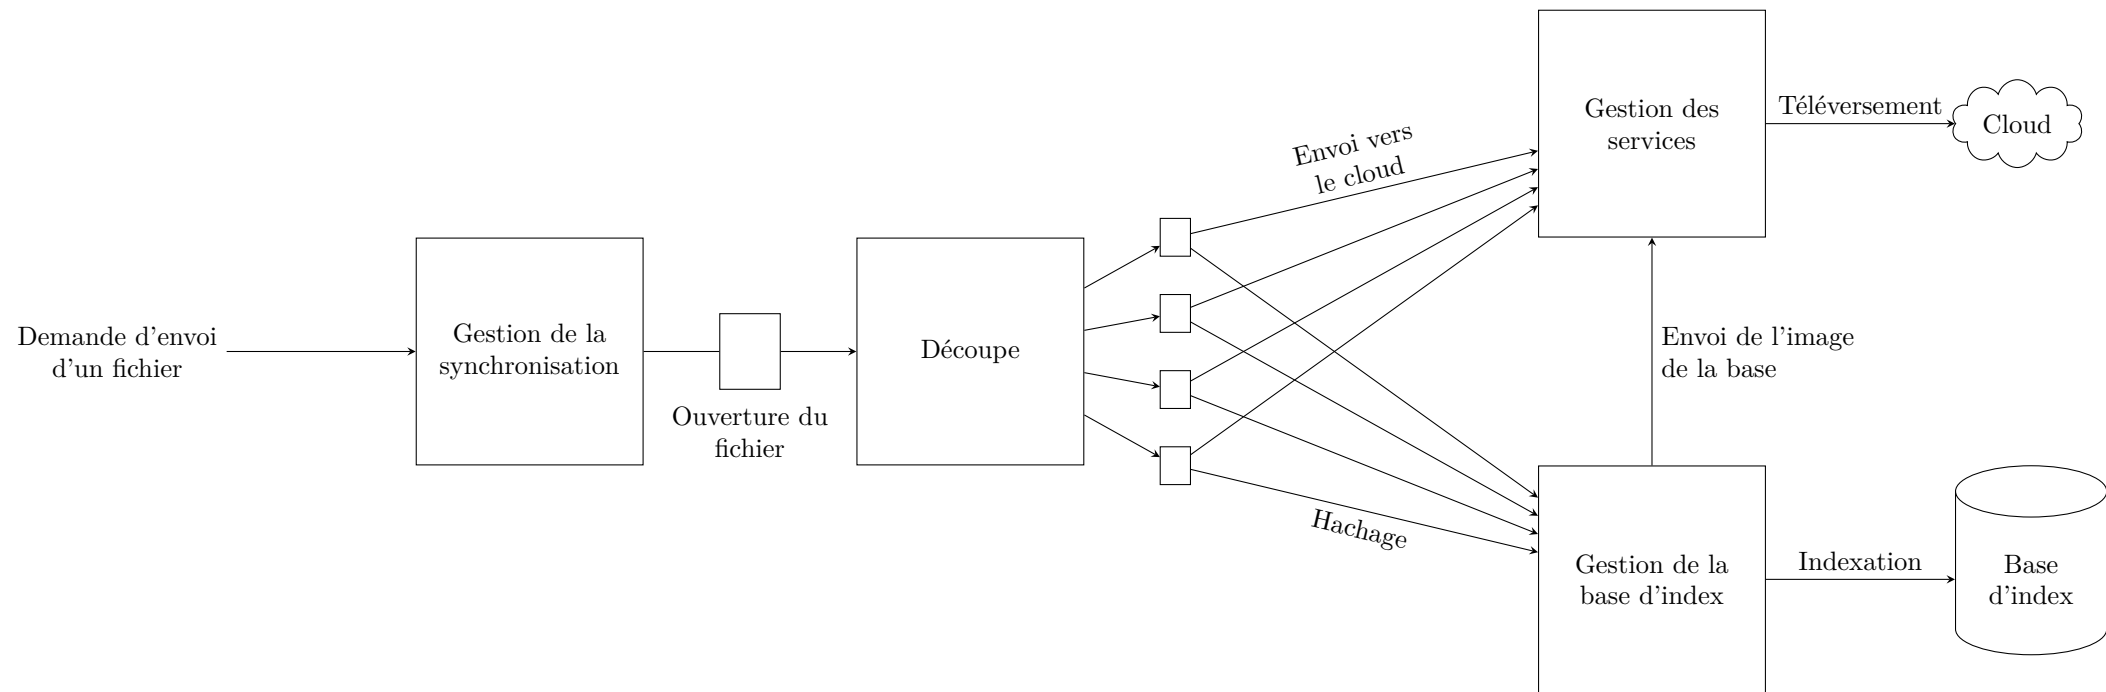 Demande d'envoi
d'un fichier
Gestion de la
synchronisation
Ouverture du
fichier
Découpe
Envoi vers
le cloud
Hachage
Gestion des
services
Téléversement
Cloud
Envoi de l'image
de la base
Gestion de la
base d'index
Indexation
Base
d'index